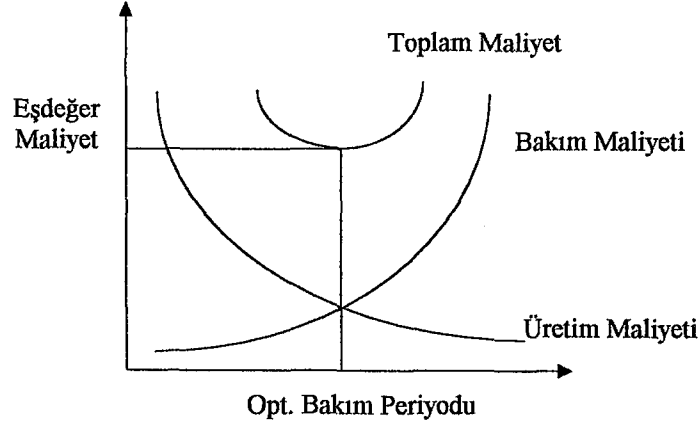 Toplam Maliyet
Eşdeğer
Maliyet
Bakım Maliyeti
Üretim Maliyeti
Opt. Bakım Periyodu